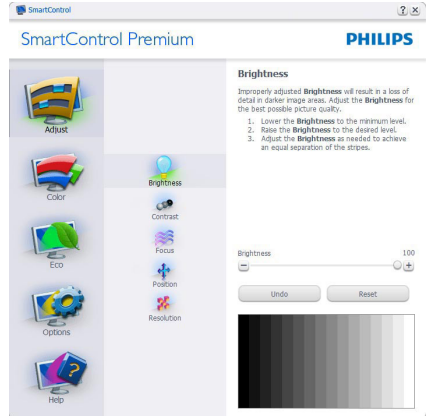 SmartControl
SmartControl Premium
PHILIPS
Adjust
Color
Eco
Options
Help
Brightness
Contrast
Focus
Position
Resolution
Brightness
Improperly adjusted Brightness will result in a loss of
detail in darker image areas. Adjust the Brightness for
the best possible picture quality.
1. Lower the Brightness to the minimum level.
2. Raise the Brightness to the desired level.
3. Adjust the Brightness as needed to achieve
an equal separation of the stripes.
Brightness 100
Undo Reset